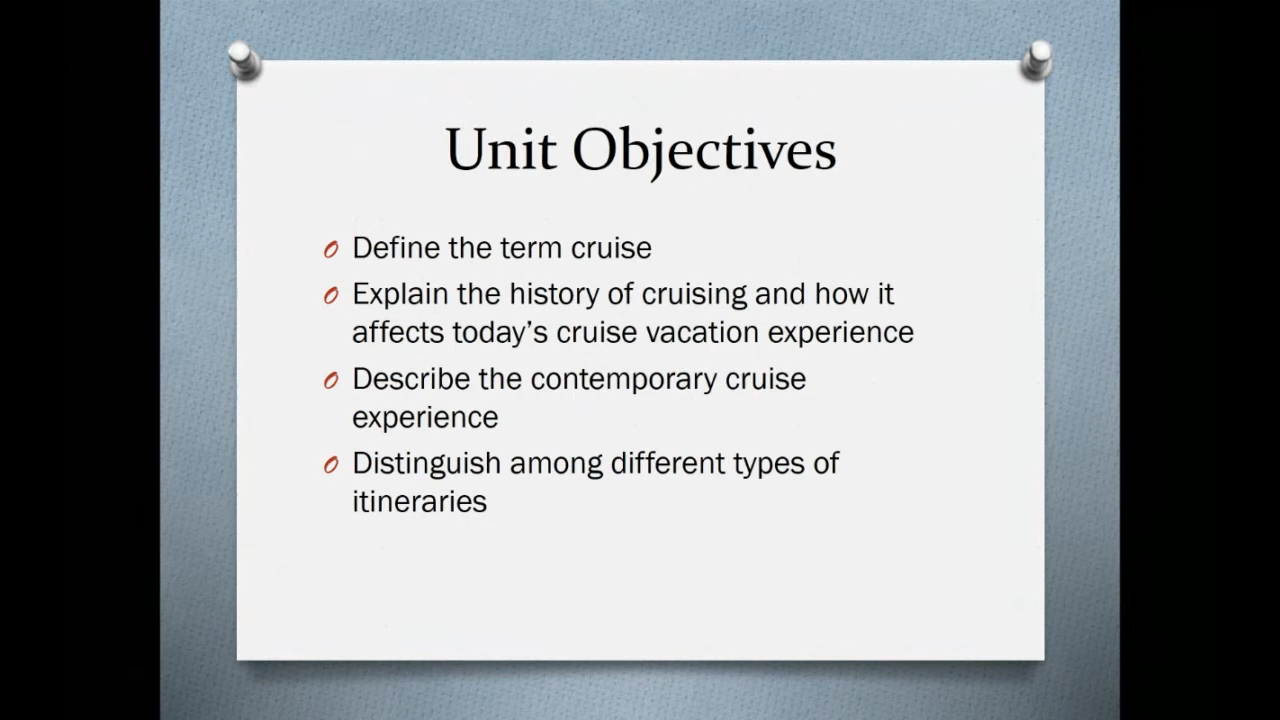 Unit Objectives
Define the term cruise
Explain the history of cruising and how it
affects today’s cruise vacation experience
Describe the contemporary cruise
experience
Distinguish among different types of
itineraries